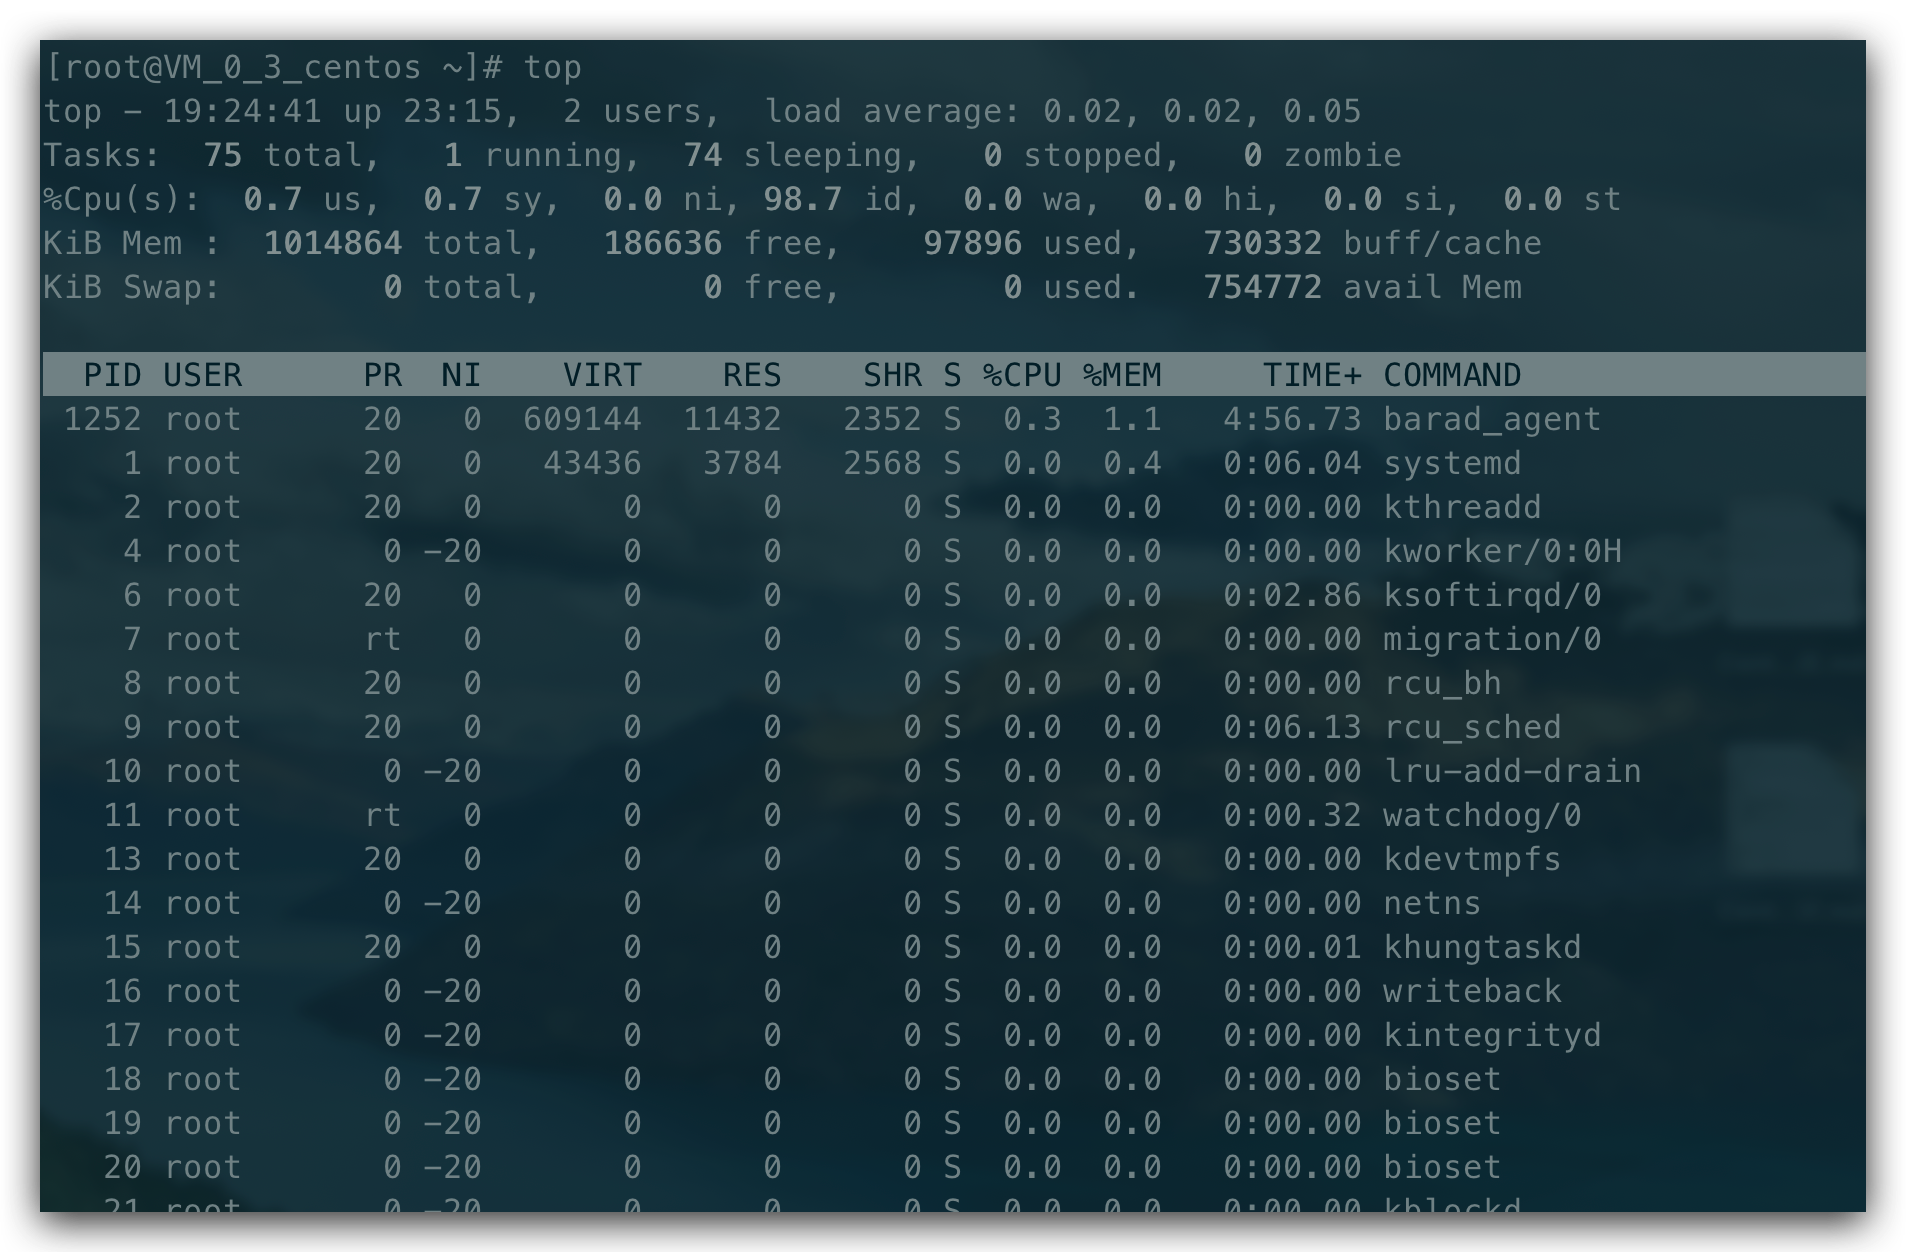 [root@VM_0_3_centos ~]# top
top - 19:24:41 up 23:15,  2 users,  load average: 0.02, 0.02, 0.05
Tasks:  75 total,   1 running,  74 sleeping,   0 stopped,   0 zombie
%Cpu(s):  0.7 us,  0.7 sy,  0.0 ni, 98.7 id,  0.0 wa,  0.0 hi,  0.0 si,  0.0 st
KiB Mem :  1014864 total,   186636 free,    97896 used,   730332 buff/cache
KiB Swap:        0 total,        0 free,        0 used.   754772 avail Mem
  PID USER      PR  NI    VIRT    RES    SHR S %CPU %MEM     TIME+ COMMAND
 1252 root      20   0  609144  11432   2352 S  0.3  1.1   4:56.73 barad_agent
    1 root      20   0   43436   3784   2568 S  0.0  0.4   0:06.04 systemd
    2 root      20   0       0      0      0 S  0.0  0.0   0:00.00 kthreadd
    4 root       0 -20       0      0      0 S  0.0  0.0   0:00.00 kworker/0:0H
    6 root      20   0       0      0      0 S  0.0  0.0   0:02.86 ksoftirqd/0
    7 root      rt   0       0      0      0 S  0.0  0.0   0:00.00 migration/0
    8 root      20   0       0      0      0 S  0.0  0.0   0:00.00 rcu_bh
    9 root      20   0       0      0      0 S  0.0  0.0   0:06.13 rcu_sched
   10 root       0 -20       0      0      0 S  0.0  0.0   0:00.00 lru-add-drain
   11 root      rt   0       0      0      0 S  0.0  0.0   0:00.32 watchdog/0
   13 root      20   0       0      0      0 S  0.0  0.0   0:00.00 kdevtmpfs
   14 root       0 -20       0      0      0 S  0.0  0.0   0:00.00 netns
   15 root      20   0       0      0      0 S  0.0  0.0   0:00.01 khungtaskd
   16 root       0 -20       0      0      0 S  0.0  0.0   0:00.00 writeback
   17 root       0 -20       0      0      0 S  0.0  0.0   0:00.00 kintegrityd
   18 root       0 -20       0      0      0 S  0.0  0.0   0:00.00 bioset
   19 root       0 -20       0      0      0 S  0.0  0.0   0:00.00 bioset
   20 root       0 -20       0      0      0 S  0.0  0.0   0:00.00 bioset
   21 root       0 -20       0      0      0 S  0.0  0.0   0:00.00 kblockd